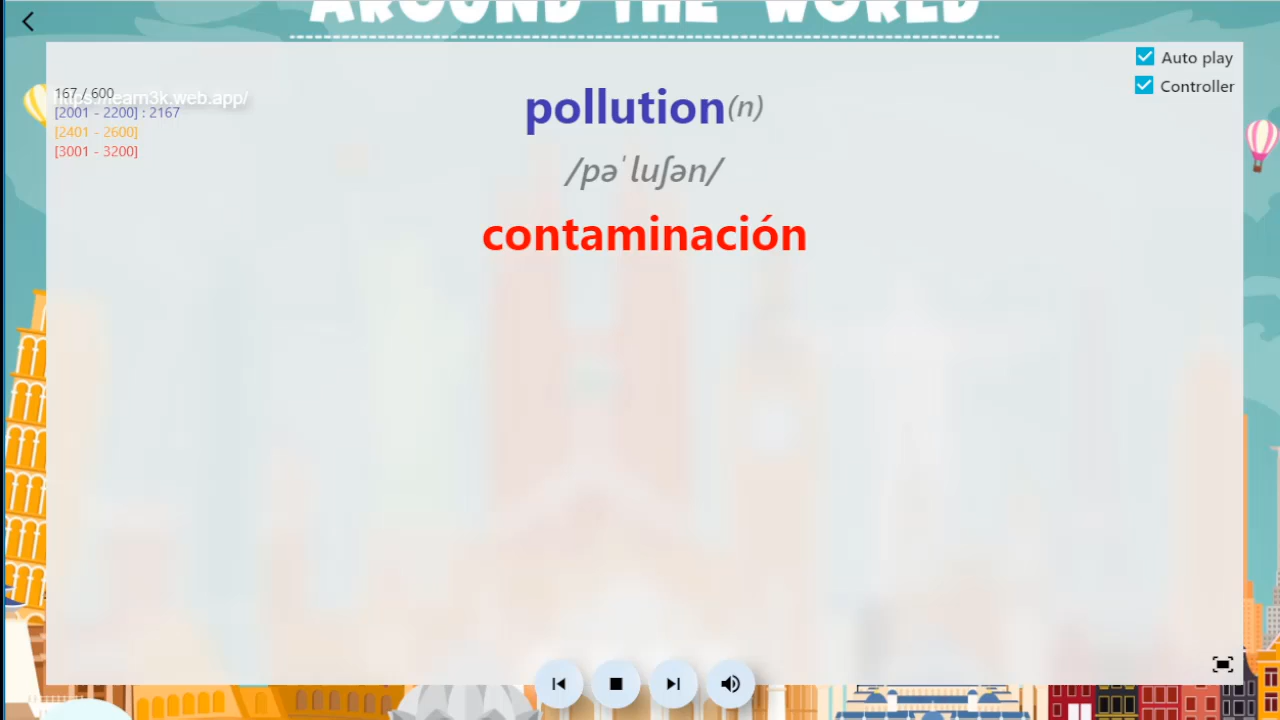 AROUND THE WORLD
Auto play
Controller
167 / 600
https://learn3k.web.app/
[2001 - 2200] : 2167
[2401 - 2600]
[3001 - 3200]
pollution(n)
/pəˈluʃən/
contaminación